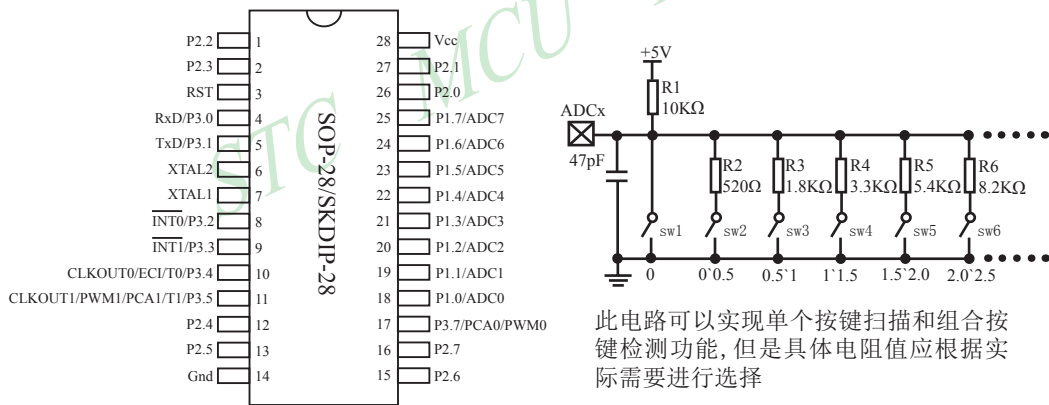 STC MCU
P2.2 1
P2.3 2
RST 3
RxD/P3.0 4
TxD/P3.1 5
XTAL2 6
XTAL1 7
INT0/P3.2 8
INT1/P3.3 9
CLKOUT0/ECI/T0/P3.4 10
CLKOUT1/PWM1/PCA1/T1/P3.5 11
P2.4 12
P2.5 13
Gnd 14
SOP-28/SKDIP-28
28 Vcc
27 P2.1
26 P2.0
25 P1.7/ADC7
24 P1.6/ADC6
23 P1.5/ADC5
22 P1.4/ADC4
21 P1.3/ADC3
20 P1.2/ADC2
19 P1.1/ADC1
18 P1.0/ADC0
17 P3.7/PCA0/PWM0
16 P2.7
15 P2.6
+5V
R1
10KΩ
ADCx
47pF
R2
520Ω
R3
1.8KΩ
R4
3.3KΩ
R5
5.4KΩ
R6
8.2KΩ
sw1 sw2 sw3 sw4 sw5 sw6
0 0`0.5 0.5`1 1`1.5 1.5`2.0 2.0`2.5
此电路可以实现单个按键扫描和组合按
键检测功能,但是具体电阻值应根据实
际需要进行选择